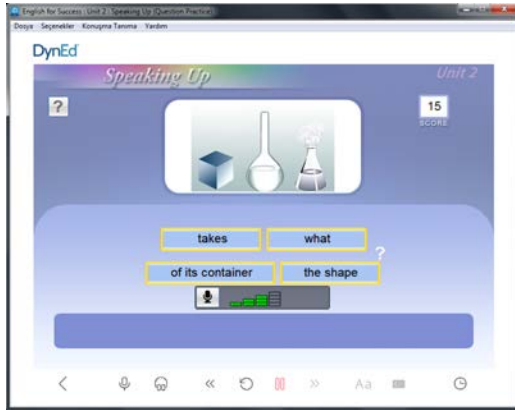 English for Success : Unit 2 : Speaking Up (Question Practice)
Dosya Seçenekler Konuşma Tanıma Yardım
DynEd
Speaking Up
Unit 2
?
15
SCORE
takes what
?
of its container the shape
Aa